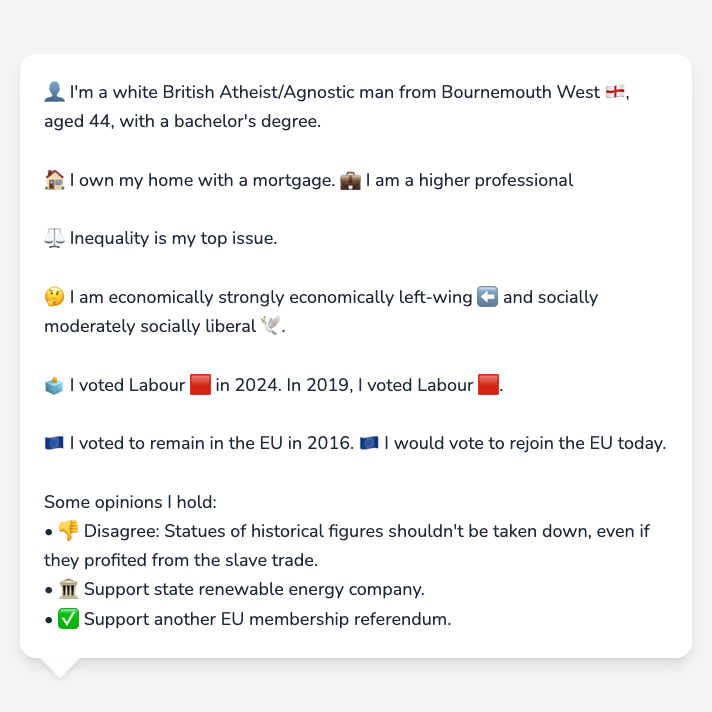 👤 I'm a white British Atheist/Agnostic man from Bournemouth West 🏴󠁧󠁢󠁥󠁮󠁧󠁿,
aged 44, with a bachelor's degree.
🏠 I own my home with a mortgage. 💼 I am a higher professional
⚖️ Inequality is my top issue.
🤔 I am economically strongly economically left-wing ⬅️ and socially
moderately socially liberal 🕊️.
🗳️ I voted Labour 🟥 in 2024. In 2019, I voted Labour 🟥.
🇪🇺 I voted to remain in the EU in 2016. 🇪🇺 I would vote to rejoin the EU today.
Some opinions I hold:
• 👎 Disagree: Statues of historical figures shouldn't be taken down, even if
they profited from the slave trade.
• 🏛️ Support state renewable energy company.
• ✅ Support another EU membership referendum.